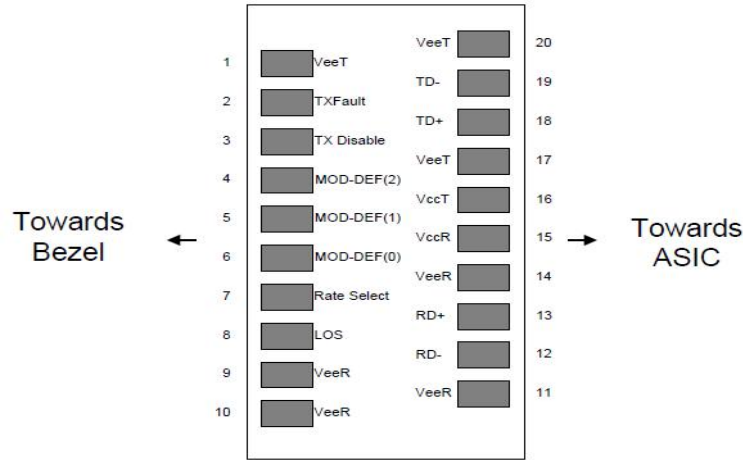 VeeT 20
1 VeeT
TD- 19
2 TXFault
TD+ 18
3 TX Disable
VeeT 17
4 MOD-DEF(2)
VccT 16
5 MOD-DEF(1)
VccR 15
6 MOD-DEF(0)
VeeR 14
7 Rate Select
RD+ 13
8 LOS
RD- 12
9 VeeR
VeeR 11
10 VeeR
Towards
Bezel
Towards
ASIC